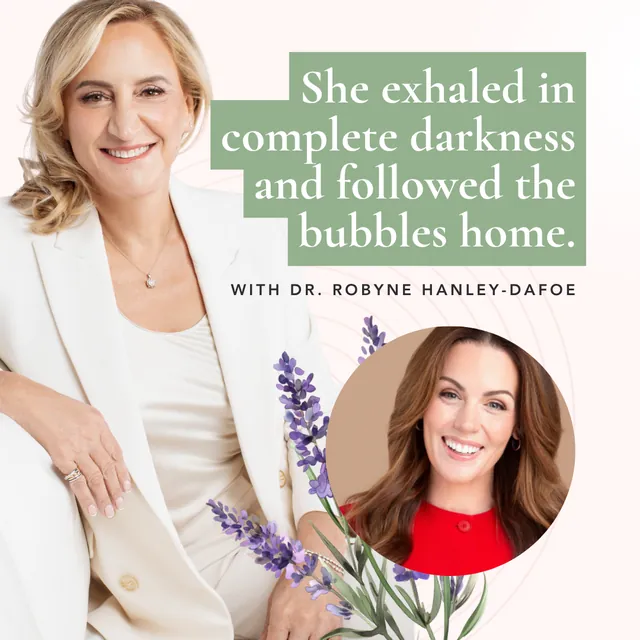 She exhaled in
complete darkness
and followed the
bubbles home.
WITH DR. ROBYNE HANLEY-DAFOE